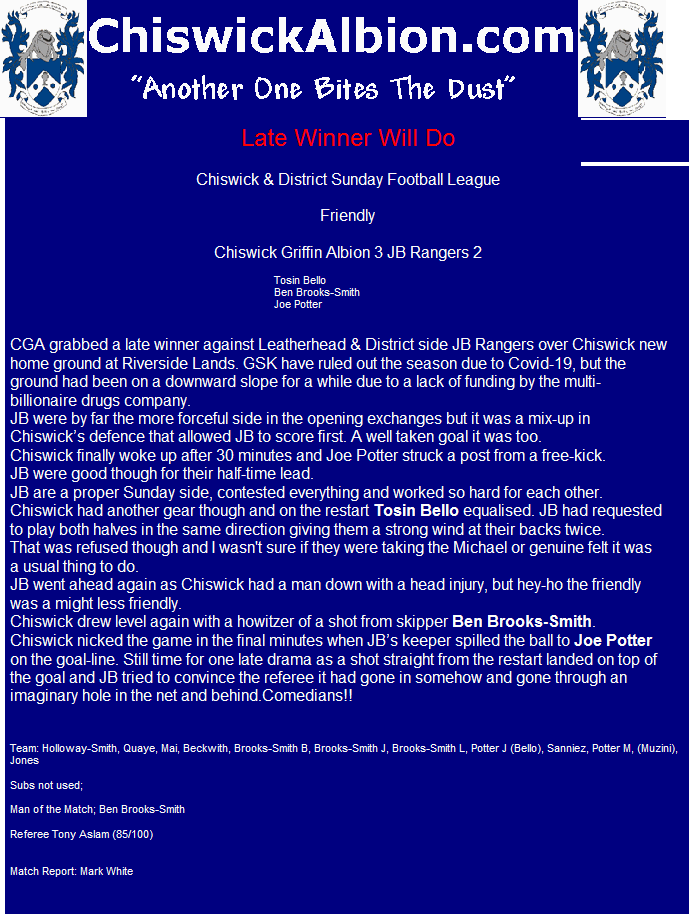 ChiswickAlbion.com
"Another One Bites The Dust"
Late Winner Will Do
Chiswick & District Sunday Football League
Friendly
Chiswick Griffin Albion 3 JB Rangers 2
Tosin Bello
Ben Brooks-Smith
Joe Potter
CGA grabbed a late winner against Leatherhead & District side JB Rangers over Chiswick new
home ground at Riverside Lands. GSK have ruled out the season due to Covid-19, but the
ground had been on a downward slope for a while due to a lack of funding by the multi-
billionaire drugs company.
JB were by far the more forceful side in the opening exchanges but it was a mix-up in
Chiswick's defence that allowed JB to score first. A well taken goal it was too.
Chiswick finally woke up after 30 minutes and Joe Potter struck a post from a free-kick.
JB were good though for their half-time lead.
JB are a proper Sunday side, contested everything and worked so hard for each other.
Chiswick had another gear though and on the restart Tosin Bello equalised. JB had requested
to play both halves in the same direction giving them a strong wind at their backs twice.
That was refused though and I wasn't sure if they were taking the Michael or genuine felt it was
a usual thing to do.
JB went ahead again as Chiswick had a man down with a head injury, but hey-ho the friendly
was a might less friendly.
Chiswick drew level again with a howitzer of a shot from skipper Ben Brooks-Smith.
Chiswick nicked the game in the final minutes when JB's keeper spilled the ball to Joe Potter
on the goal-line. Still time for one late drama as a shot straight from the restart landed on top of
the goal and JB tried to convince the referee it had gone in somehow and gone through an
imaginary hole in the net and behind.Comedians!!
Team: Holloway-Smith, Quaye, Mai, Beckwith, Brooks-Smith B, Brooks-Smith J, Brooks-Smith L, Potter J (Bello), Sanniez, Potter M, (Muzini),
Jones
Subs not used;
Man of the Match; Ben Brooks-Smith
Referee Tony Aslam (85/100)
Match Report: Mark White